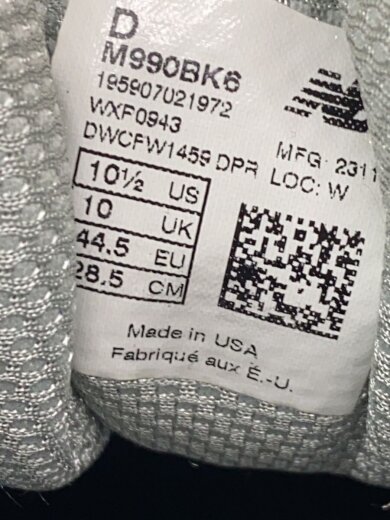 D
M990BK6
195907021972
WXF0943
DWCFW1459 DPR
MFG: 2311
LOC: W
10½ US
10 UK
44.5 EU
28.5 CM
Made in USA
Fabriqué aux É.-U.